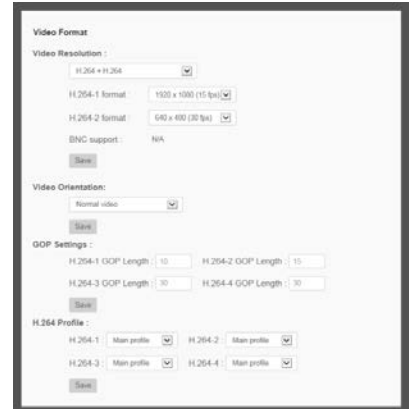 Video Format
Video Resolution :
H.264 + H.264
H.264-1 format : 1920 x 1080 (15 fps)
H.264-2 format : 640 x 480 (30 fps)
BNC support : N/A
Save
Video Orientation:
Normal video
Save
GOP Settings :
H.264-1 GOP Length : 10 H.264-2 GOP Length : 15
H.264-3 GOP Length : 30 H.264-4 GOP Length : 30
Save
H.264 Profile :
H.264-1 : Main profile H.264-2 : Main profile
H.264-3 : Main profile H.264-4 : Main profile
Save